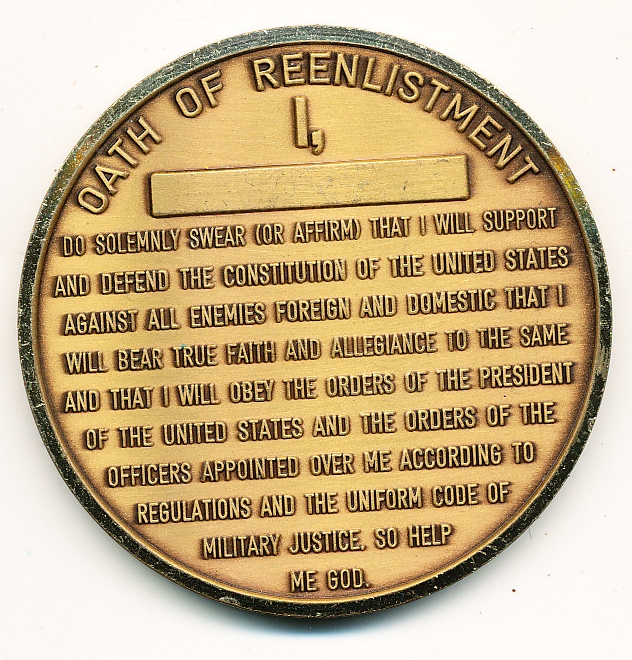 OATH OF REENLISTMENT
I,
DO SOLEMNLY SWEAR (OR AFFIRM) THAT I WILL SUPPORT
AND DEFEND THE CONSTITUTION OF THE UNITED STATES
AGAINST ALL ENEMIES FOREIGN AND DOMESTIC THAT I
WILL BEAR TRUE FAITH AND ALLEGIANCE TO THE SAME
AND THAT I WILL OBEY THE ORDERS OF THE PRESIDENT
OF THE UNITED STATES AND THE ORDERS OF THE
OFFICERS APPOINTED OVER ME ACCORDING TO
REGULATIONS AND THE UNIFORM CODE OF
MILITARY JUSTICE, SO HELP
ME GOD.